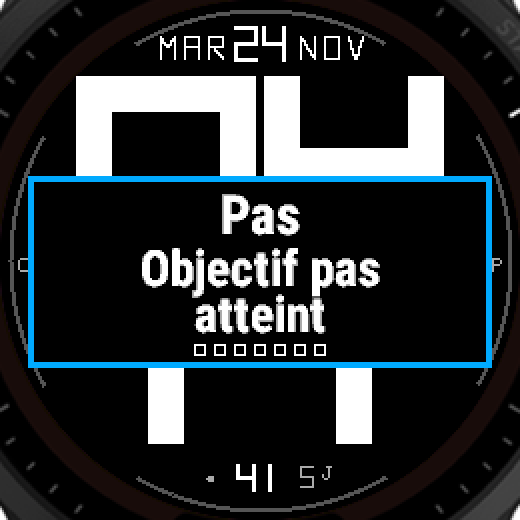 MAR 24 NOV
Pas
Objectif pas
atteint
41 5J